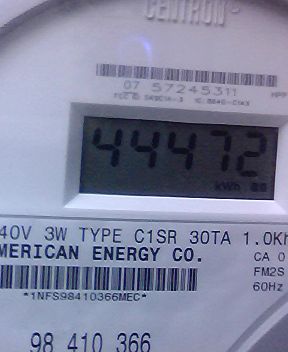 CENTRON
07 57245311
44472
kWh
40V 3W TYPE C1SR 30TA 1.0Kh
MERICAN ENERGY CO.
CA 0
FM2S
60Hz
*1NFS98410366MEC*
98 410 366